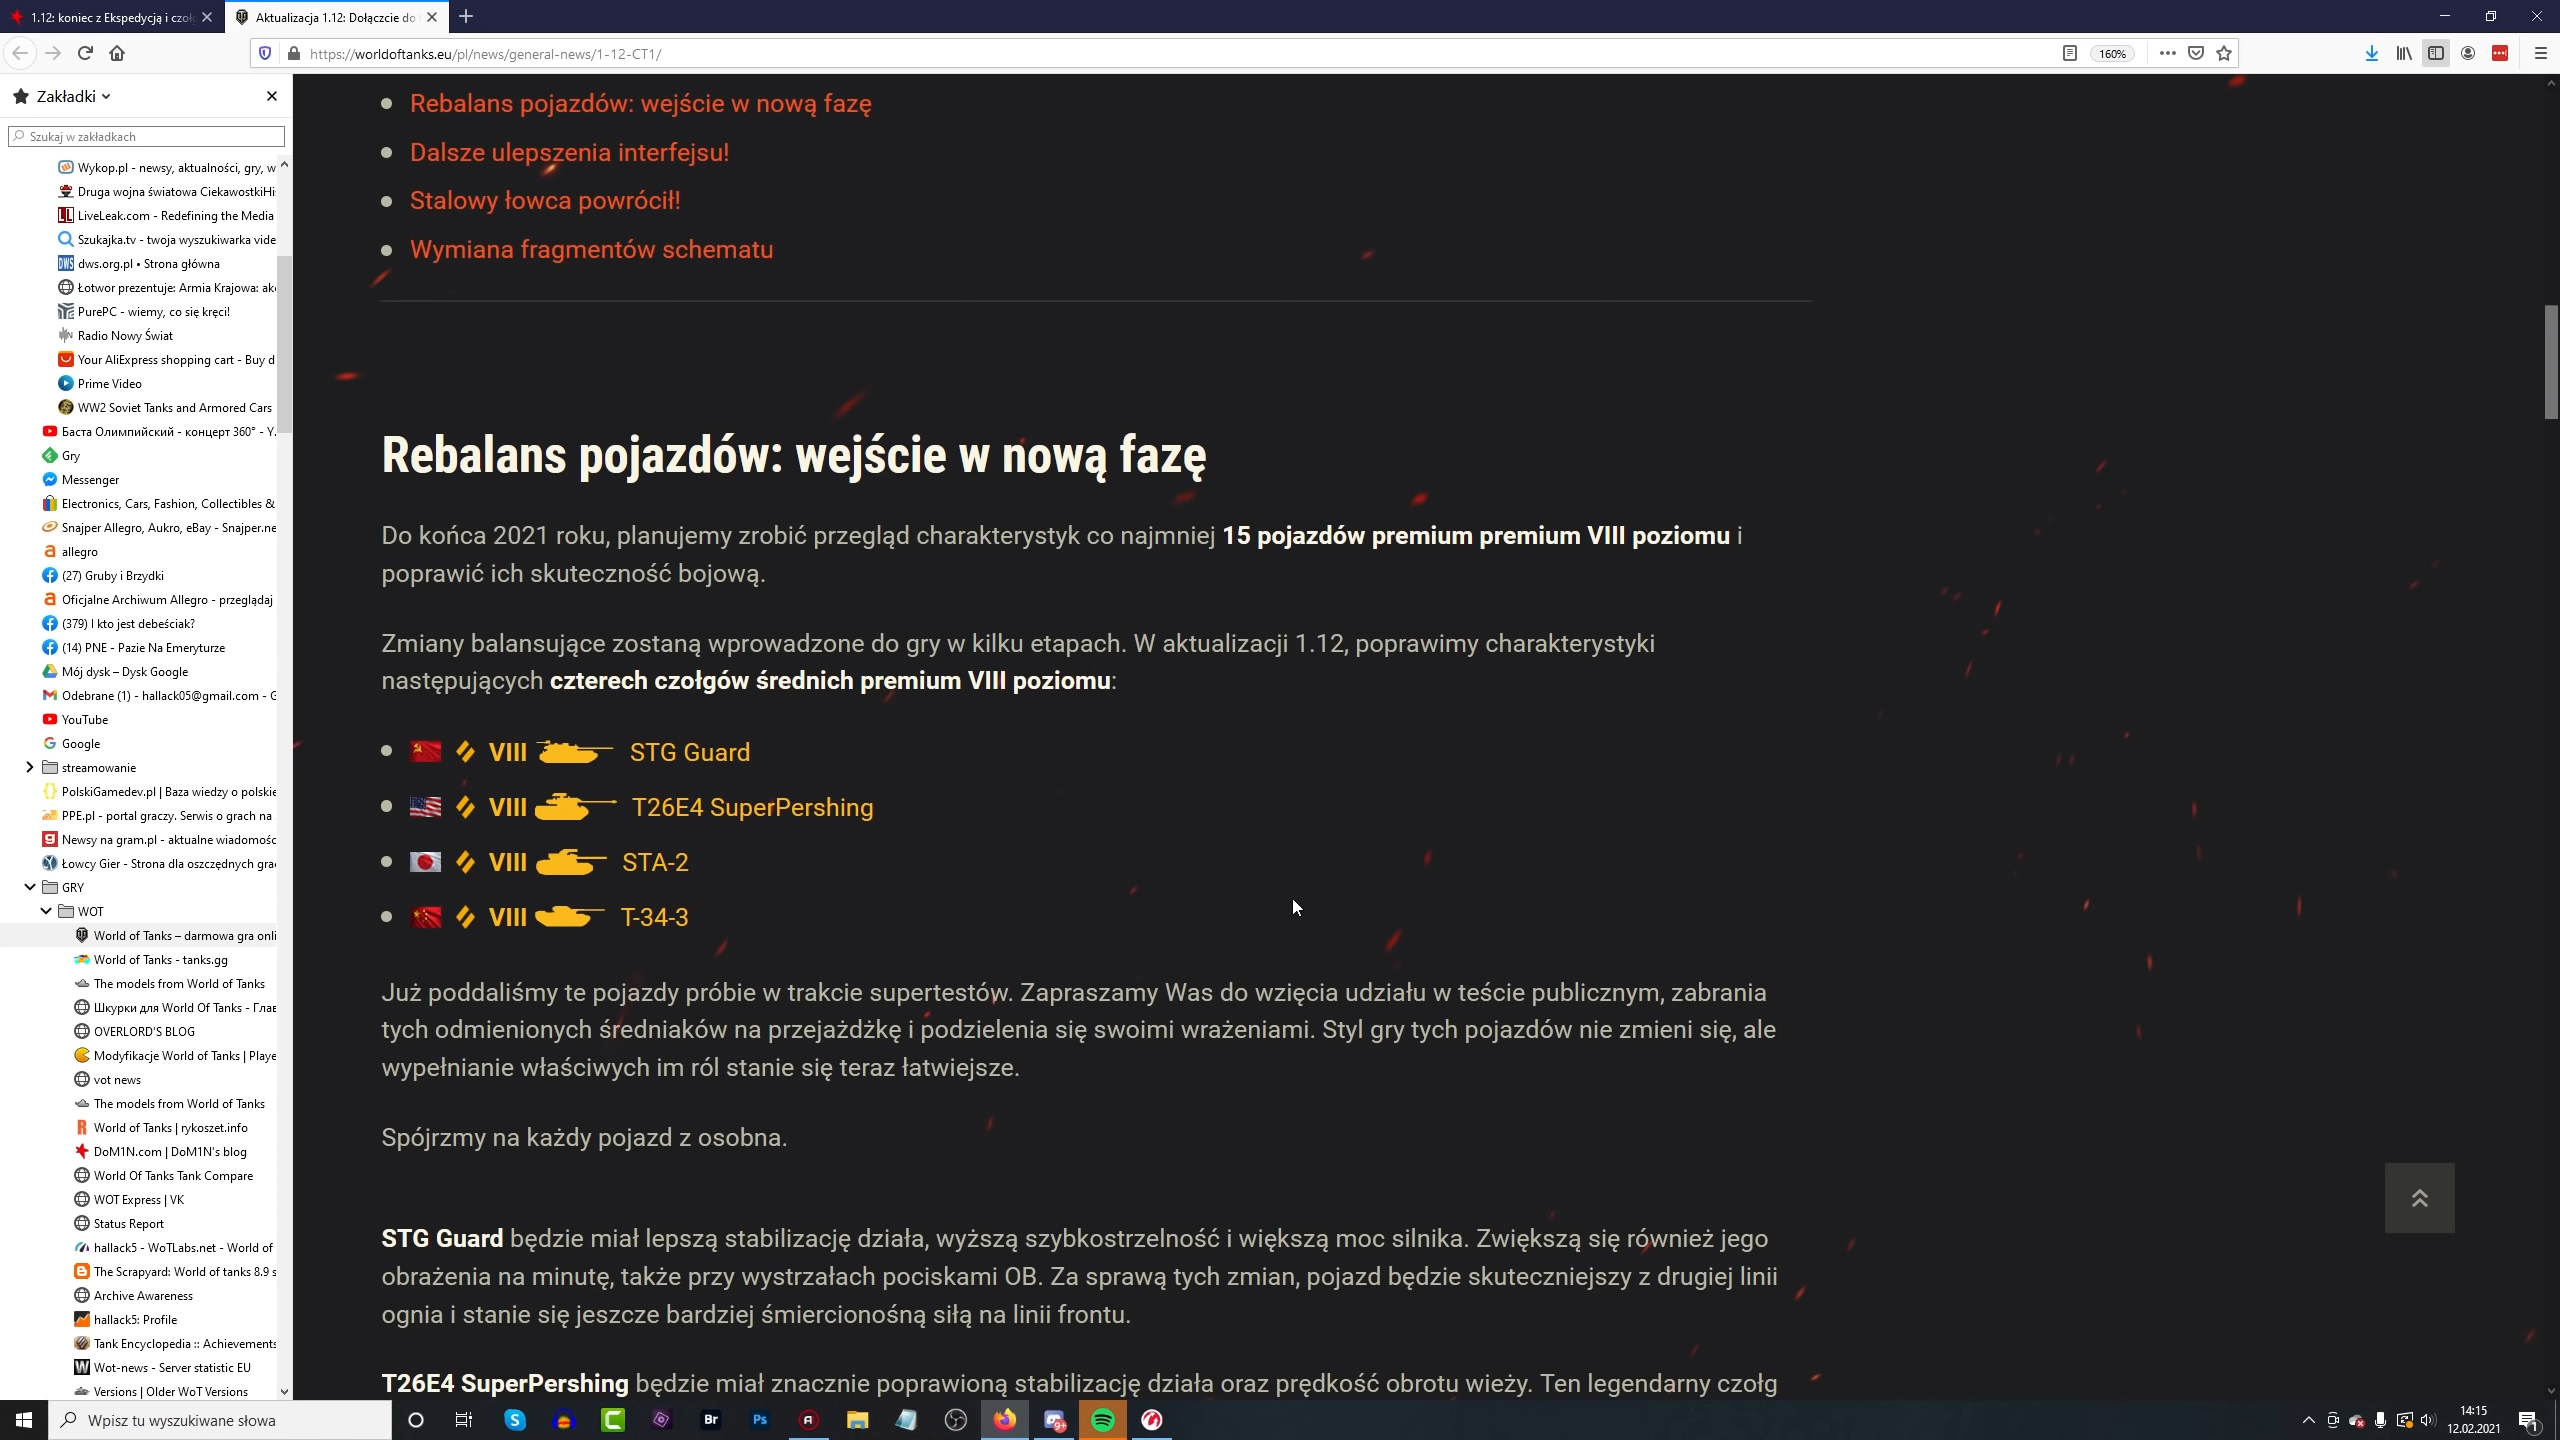 1.12: koniec z Ekspedycją i czoł
Aktualizacja 1.12: Dołączcie do
https://worldoftanks.eu/pl/news/general-news/1-12-CT1/
160%
Zakładki
Szukaj w zakładkach
Wykop.pl - newsy, aktualności, gry, w
Druga wojna światowa CiekawostkiHi
LiveLeak.com - Redefining the Media
Szukajka.tv - twoja wyszukiwarka vide
dws.org.pl • Strona główna
Łotwor prezentuje: Armia Krajowa: ak
PurePC - wiemy, co się kręci!
Radio Nowy Świat
Your AliExpress shopping cart - Buy d
Prime Video
WW2 Soviet Tanks and Armored Cars
Баста Олимпийский - концерт 360° - Y.
Gry
Messenger
Electronics, Cars, Fashion, Collectibles &
Snajper Allegro, Aukro, eBay - Snajper.ne
allegro
(27) Gruby i Brzydki
Oficjalne Archiwum Allegro - przeglądaj
(379) I kto jest debeściak?
(14) PNE - Pazie Na Emeryturze
Mój dysk – Dysk Google
Odebrane (1) - hallack05@gmail.com - G
YouTube
Google
streamowanie
PolskiGamedev.pl | Baza wiedzy o polskie
PPE.pl - portal graczy. Serwis o grach na
Newsy na gram.pl - aktualne wiadomośc
Łowcy Gier - Strona dla oszczędnych gra
GRY
WOT
World of Tanks – darmowa gra onli
World of Tanks - tanks.gg
The models from World of Tanks
Шкурки для World Of Tanks - Глав
OVERLORD'S BLOG
Modyfikacje World of Tanks | Playe
vot news
The models from World of Tanks
World of Tanks | rykoszet.info
DoM1N.com | DoM1N's blog
World Of Tanks Tank Compare
WOT Express | VK
Status Report
hallack5 - WoTLabs.net - World of
The Scrapyard: World of tanks 8.9 s
Archive Awareness
hallack5: Profile
Tank Encyclopedia :: Achievements
Wot-news - Server statistic EU
Versions | Older WoT Versions
Rebalans pojazdów: wejście w nową fazę
Dalsze ulepszenia interfejsu!
Stalowy łowca powrócił!
Wymiana fragmentów schematu
Rebalans pojazdów: wejście w nową fazę
Do końca 2021 roku, planujemy zrobić przegląd charakterystyk co najmniej 15 pojazdów premium premium VIII poziomu i
poprawić ich skuteczność bojową.
Zmiany balansujące zostaną wprowadzone do gry w kilku etapach. W aktualizacji 1.12, poprawimy charakterystyki
następujących czterech czołgów średnich premium VIII poziomu:
VIII STG Guard
VIII T26E4 SuperPershing
VIII STA-2
VIII T-34-3
Już poddaliśmy te pojazdy próbie w trakcie supertestów. Zapraszamy Was do wzięcia udziału w teście publicznym, zabrania
tych odmienionych średniaków na przejażdżkę i podzielenia się swoimi wrażeniami. Styl gry tych pojazdów nie zmieni się, ale
wypełnianie właściwych im ról stanie się teraz łatwiejsze.
Spójrzmy na każdy pojazd z osobna.
STG Guard będzie miał lepszą stabilizację działa, wyższą szybkostrzelność i większą moc silnika. Zwiększą się również jego
obrażenia na minutę, także przy wystrzałach pociskami OB. Za sprawą tych zmian, pojazd będzie skuteczniejszy z drugiej linii
ognia i stanie się jeszcze bardziej śmiercionośną siłą na linii frontu.
T26E4 SuperPershing będzie miał znacznie poprawioną stabilizację działa oraz prędkość obrotu wieży. Ten legendarny czołg
Wpisz tu wyszukiwane słowa
Br
Ps
9+
14:15
12.02.2021
1